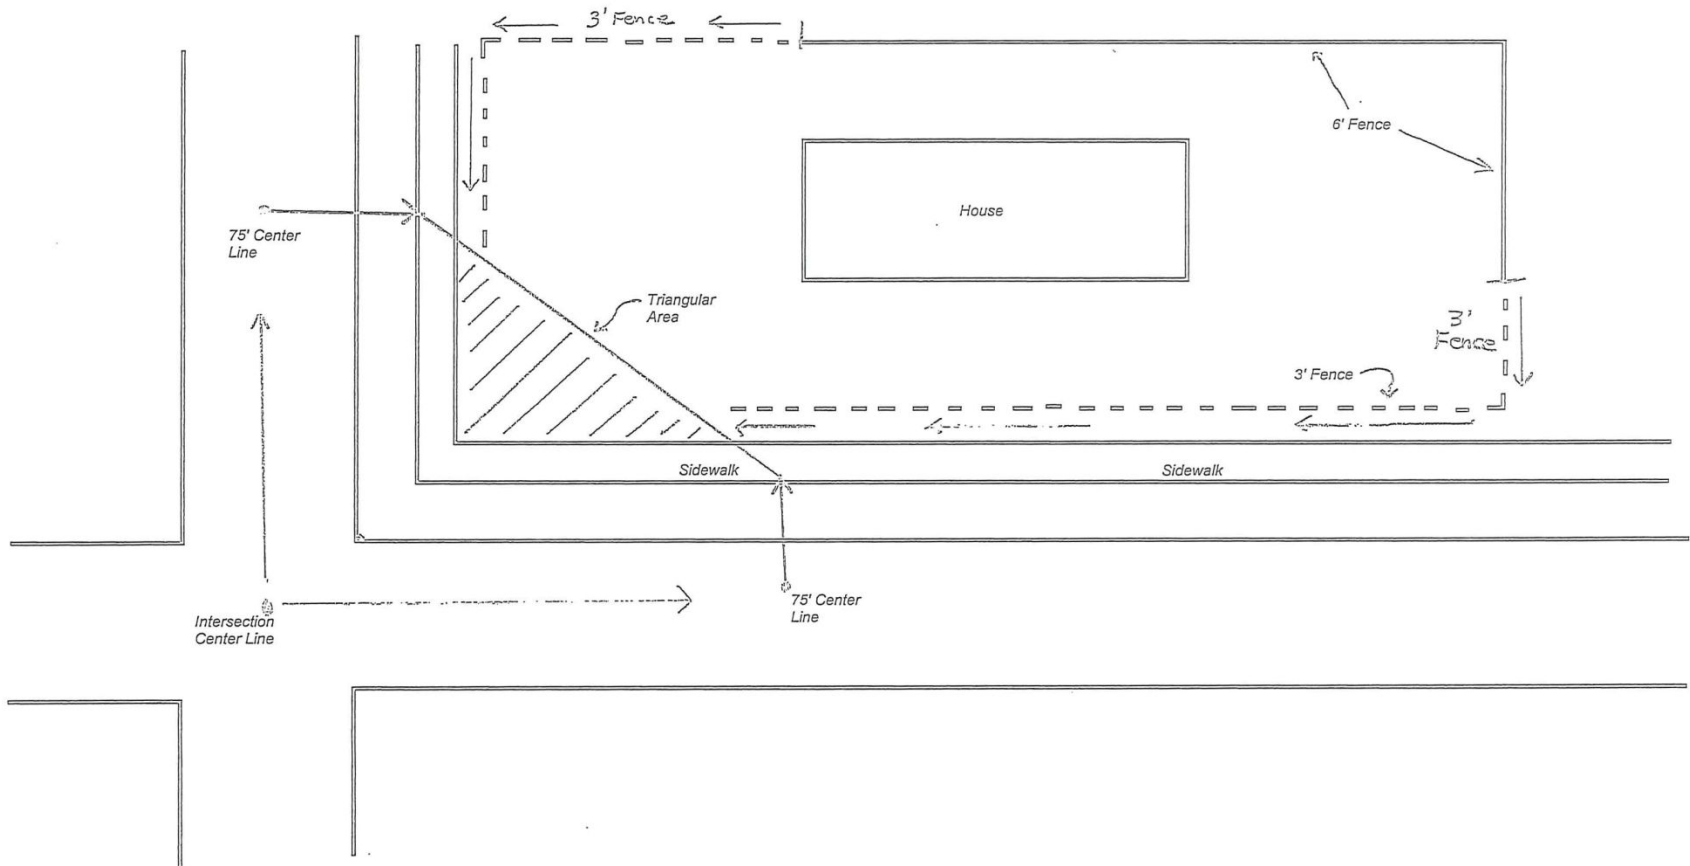 3' Fence
6' Fence
House
75' Center
Line
Triangular
Area
3'
Fence
3' Fence
Sidewalk
Sidewalk
75' Center
Line
Intersection
Center Line